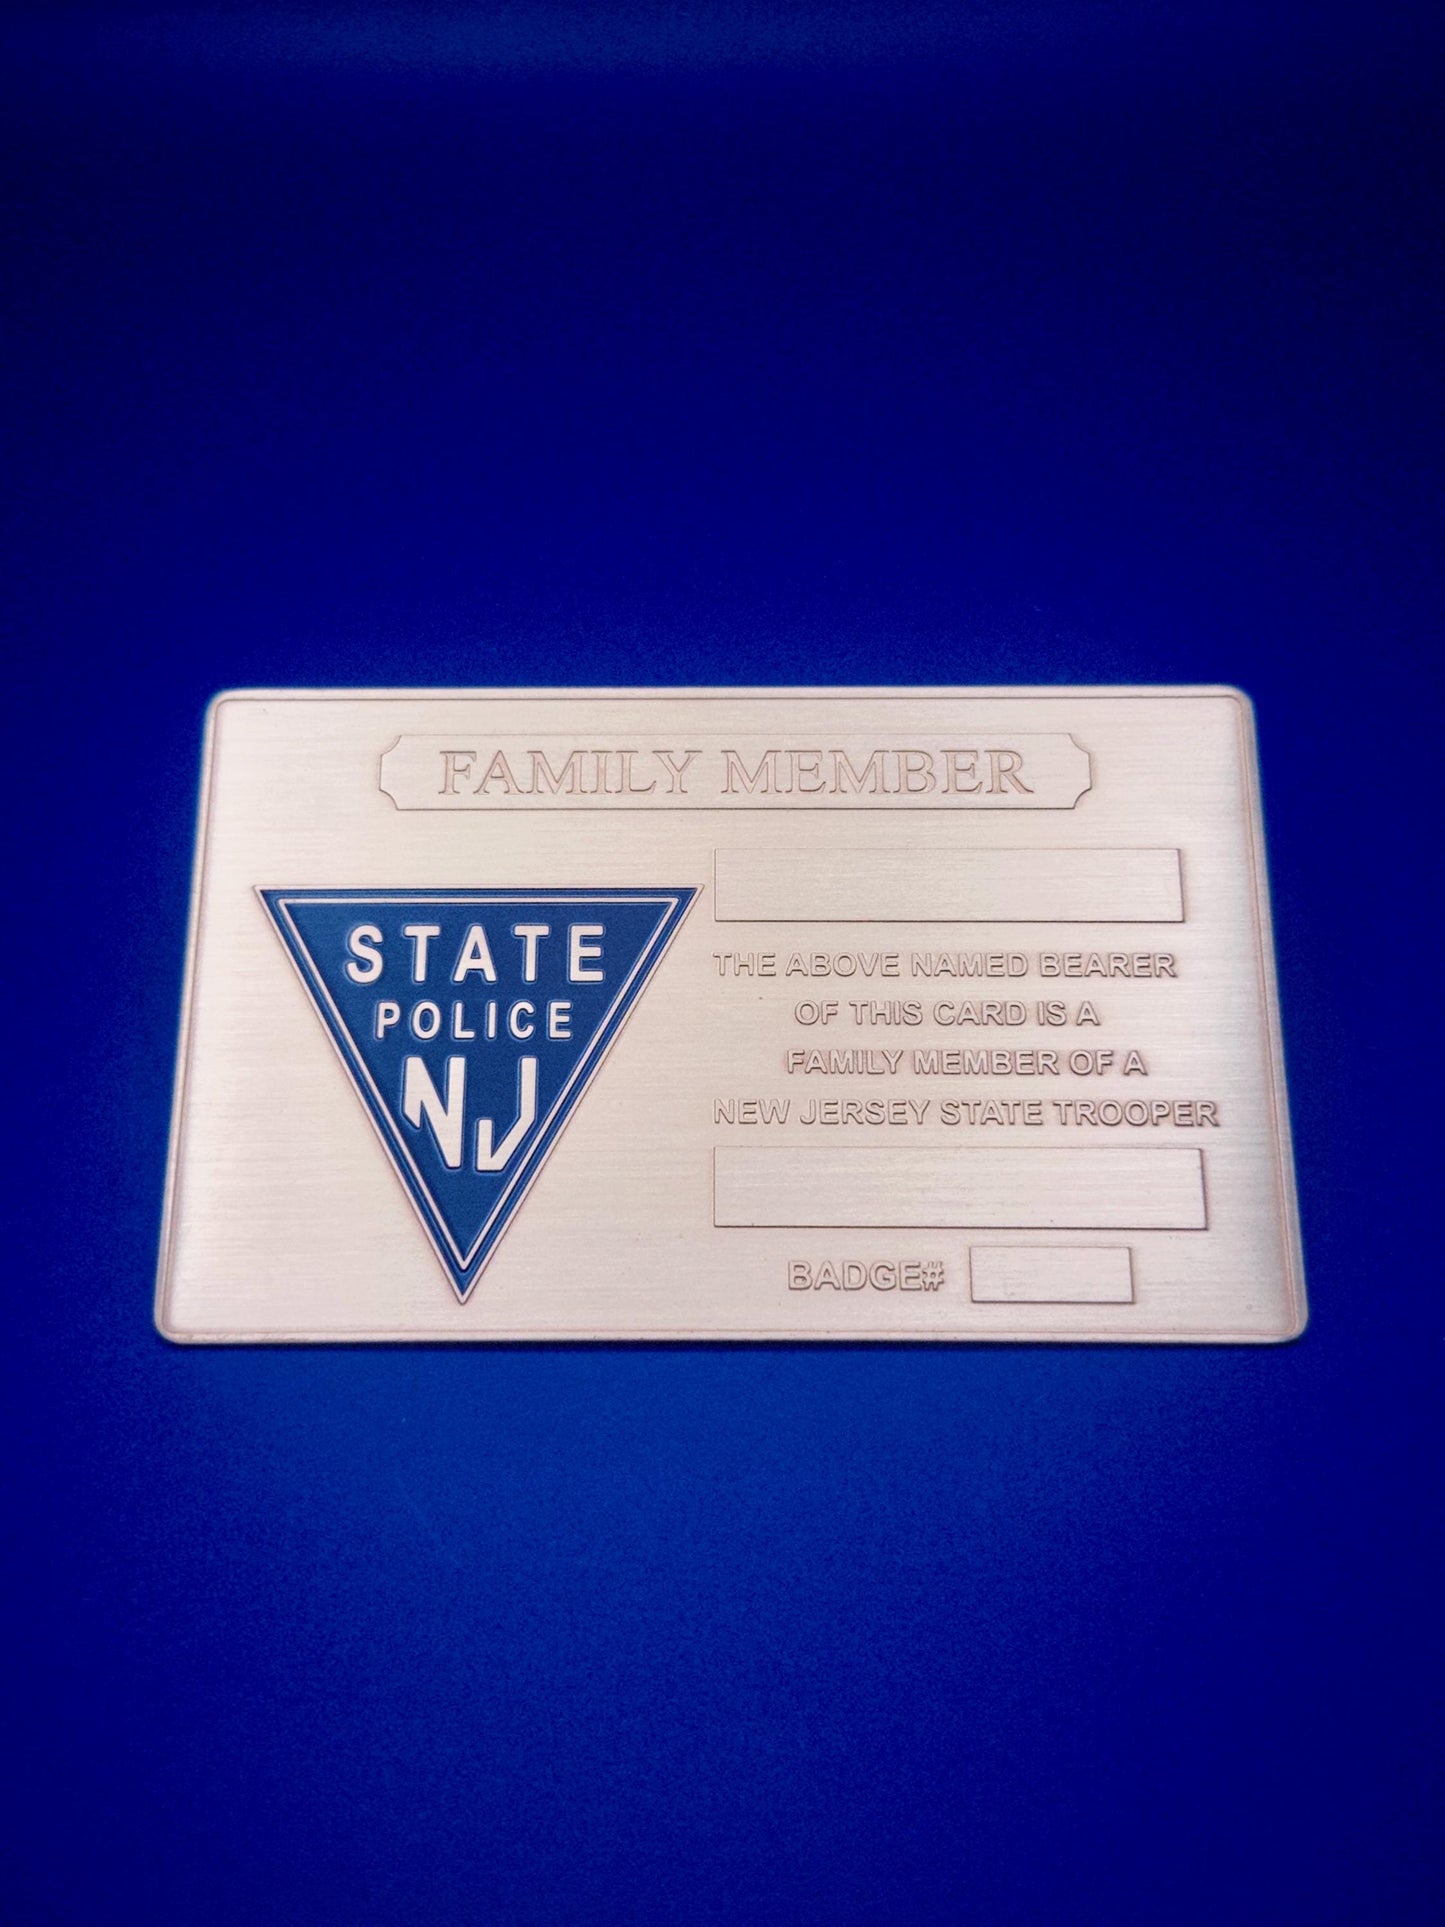 FAMILY MEMBER
STATE
POLICE
NJ
THE ABOVE NAMED BEARER
OF THIS CARD IS A
FAMILY MEMBER OF A
NEW JERSEY STATE TROOPER
BADGE#